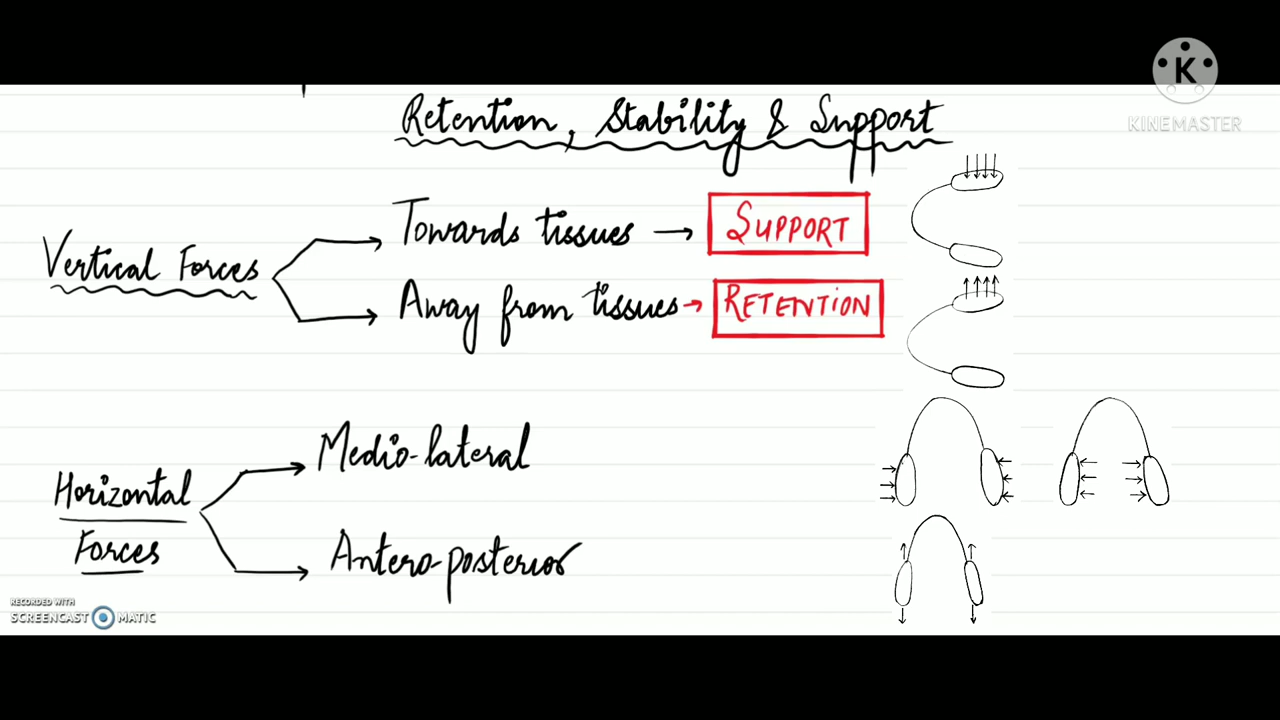 K
KINEMASTER
Retention, Stability & Support
Vertical Forces
Towards tissues → SUPPORT
Away from tissues → RETENTION
Horizontal
Forces
Medio-lateral
Antero-posterior
RECORDED WITH
SCREENCAST MATIC